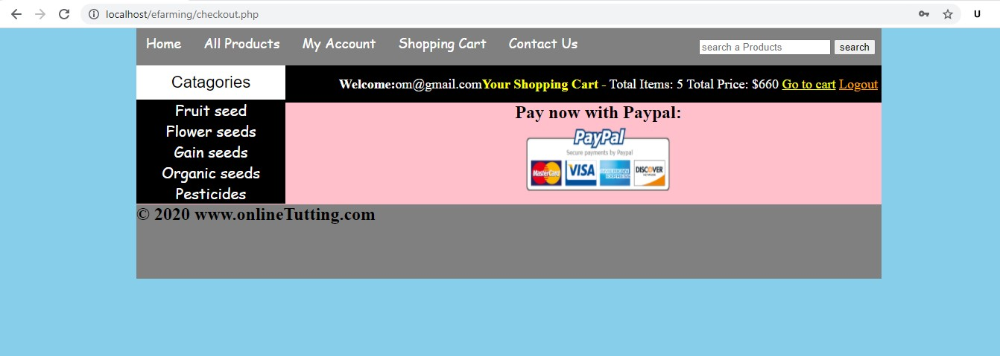 localhost/efarming/checkout.php
U
Home All Products My Account Shopping Cart Contact Us search a Products search
Catagories
Welcome:om@gmail.comYour Shopping Cart - Total Items: 5 Total Price: $660 Go to cart Logout
Fruit seed
Flower seeds
Gain seeds
Organic seeds
Pesticides
Pay now with Paypal:
PayPal
Secure payments by Paypal
MasterCard VISA AMERICAN EXPRESS DISCOVER NETWORK
© 2020 www.onlineTutting.com